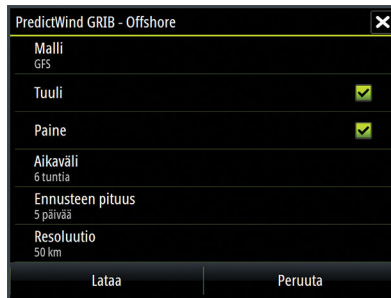 PredictWind GRIB - Offshore
Malli
GFS
Tuuli
Paine
Aikaväli
6 tuntia
Ennusteen pituus
5 päivää
Resoluutio
50 km
Lataa
Peruuta